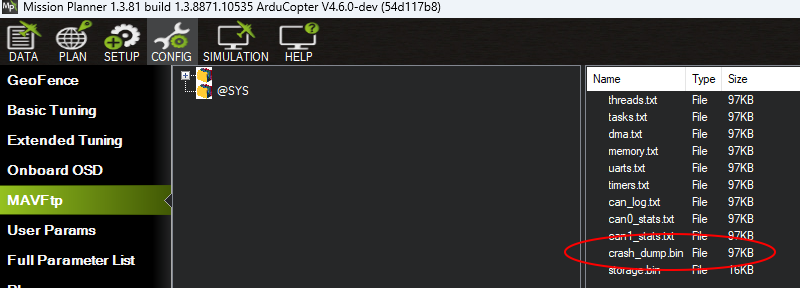 Mp Mission Planner 1.3.81 build 1.3.8871.10535 ArduCopter V4.6.0-dev (54d117b8)
DATA PLAN SETUP CONFIG SIMULATION HELP
GeoFence
Basic Tuning
Extended Tuning
Onboard OSD
MAVFtp
User Params
Full Parameter List
@SYS
Name Type Size
threads.txt File 97KB
tasks.txt File 97KB
dma.txt File 97KB
memory.txt File 97KB
uarts.txt File 97KB
timers.txt File 97KB
can_log.txt File 97KB
can0_stats.txt File 97KB
can1_stats.txt File 97KB
crash_dump.bin File 97KB
storage.bin File 16KB